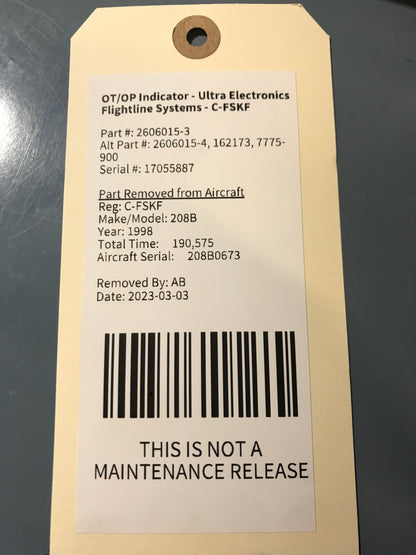 OT/OP Indicator - Ultra Electronics
Flightline Systems - C-FSKF
Part #: 2606015-3
Alt Part #: 2606015-4, 162173, 7775-
900
Serial #: 17055887
Part Removed from Aircraft
Reg: C-FSKF
Make/Model: 208B
Year: 1998
Total Time: 190,575
Aircraft Serial: 208B0673
Removed By: AB
Date: 2023-03-03
THIS IS NOT A
MAINTENANCE RELEASE